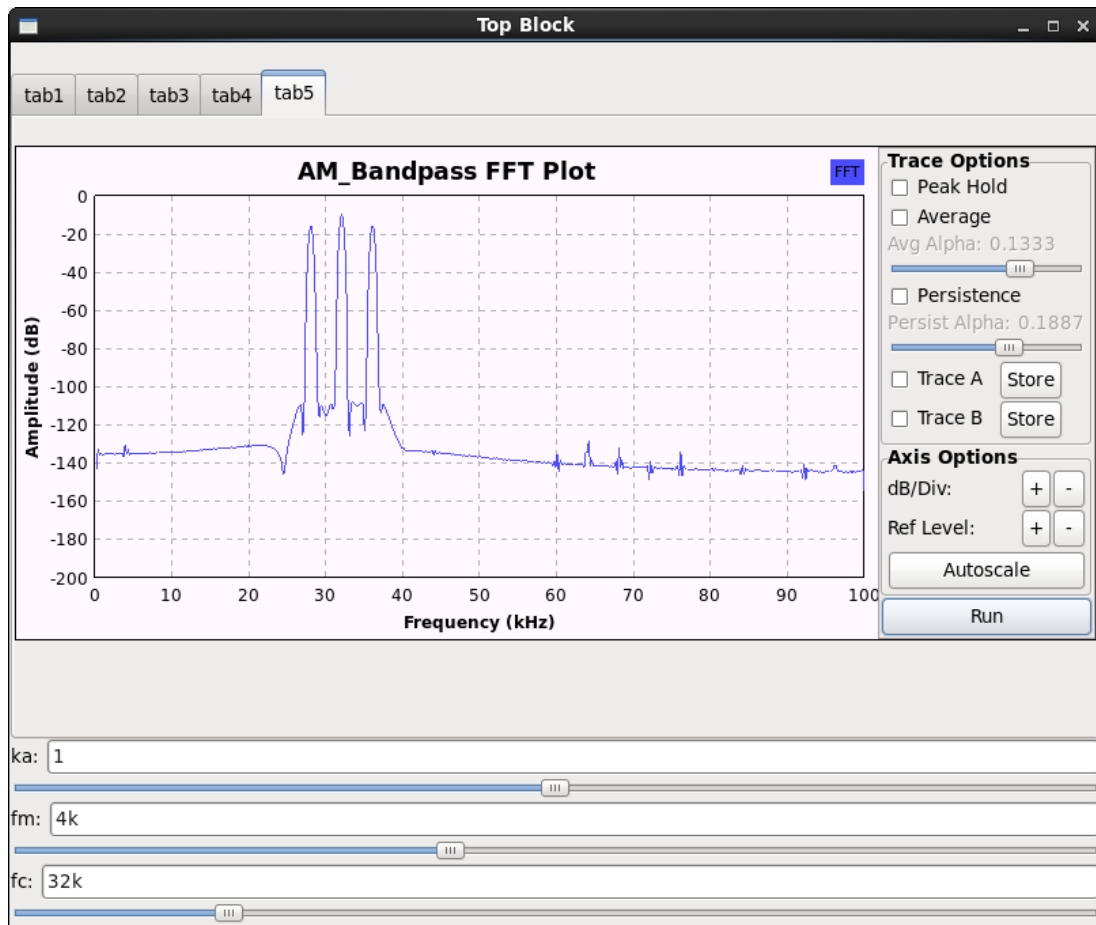 Top Block
tab1 tab2 tab3 tab4 tab5
AM_Bandpass FFT Plot
FFT
Amplitude (dB)
0
-20
-40
-60
-80
-100
-120
-140
-160
-180
-200
0 10 20 30 40 50 60 70 80 90 100
Frequency (kHz)
Trace Options
Peak Hold
Average
Avg Alpha: 0.1333
Persistence
Persist Alpha: 0.1887
Trace A Store
Trace B Store
Axis Options
dB/Div: + -
Ref Level: + -
Autoscale
Run
ka: 1
fm: 4k
fc: 32k